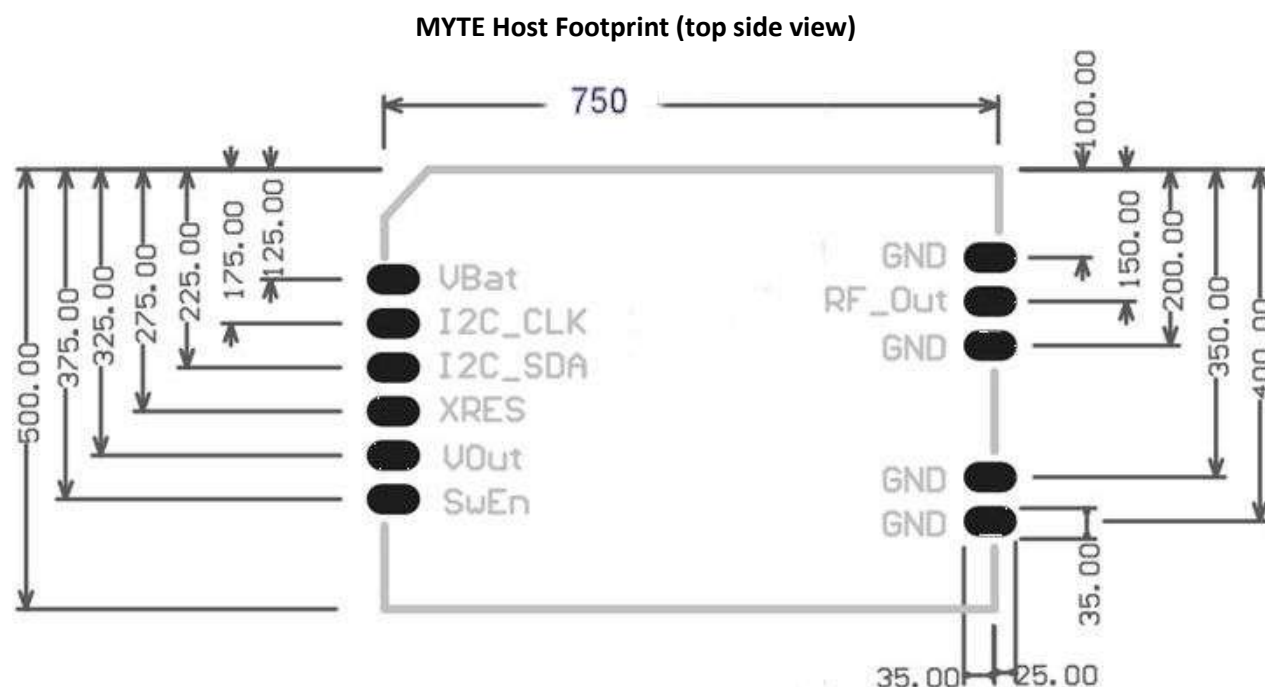 MYTE Host Footprint (top side view)
750
100.00
125.00
175.00
225.00
275.00
325.00
375.00
500.00
150.00
200.00
350.00
400.00
VBat
I2C_CLK
I2C_SDA
XRES
VOut
SwEn
GND
RF_Out
GND
GND
GND
35.00
35.00
25.00